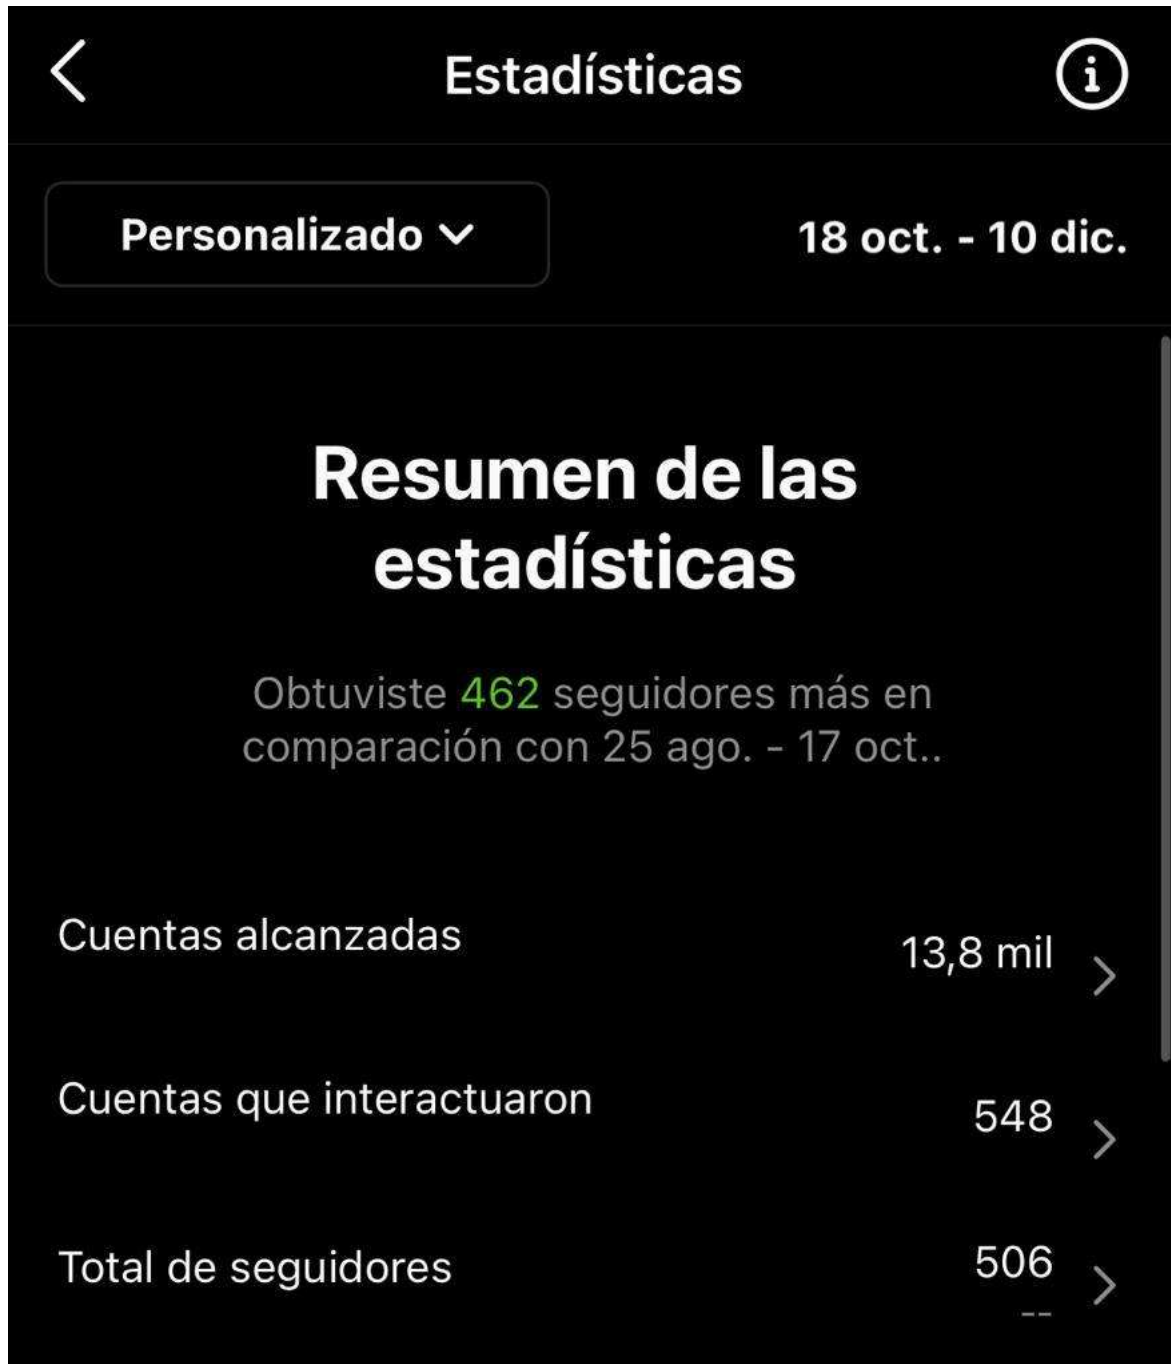 Estadísticas
Personalizado
18 oct. - 10 dic.
Resumen de las
estadísticas
Obtuviste 462 seguidores más en
comparación con 25 ago. - 17 oct..
Cuentas alcanzadas
13,8 mil
Cuentas que interactuaron
548
Total de seguidores
506
--